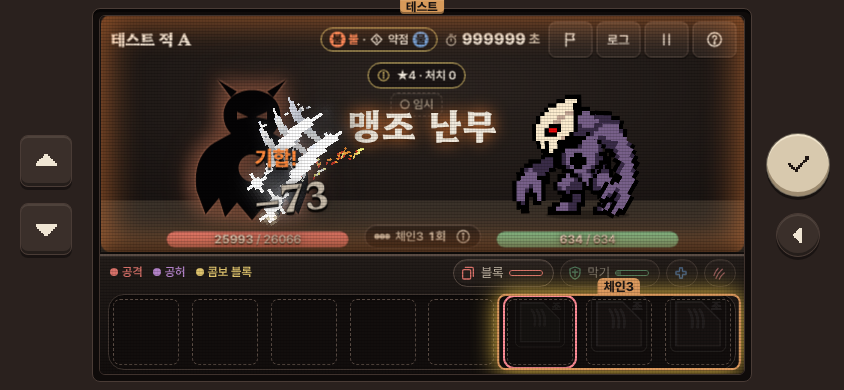 테스트
테스트 적 A
불 · 약점
999999 초
로그
★4 · 처치 0
임시
맹조 난무
기합!
-73
25993 / 26066
체인3 1회
634 / 634
공격
공허
콤보 블록
블록
막기
체인3